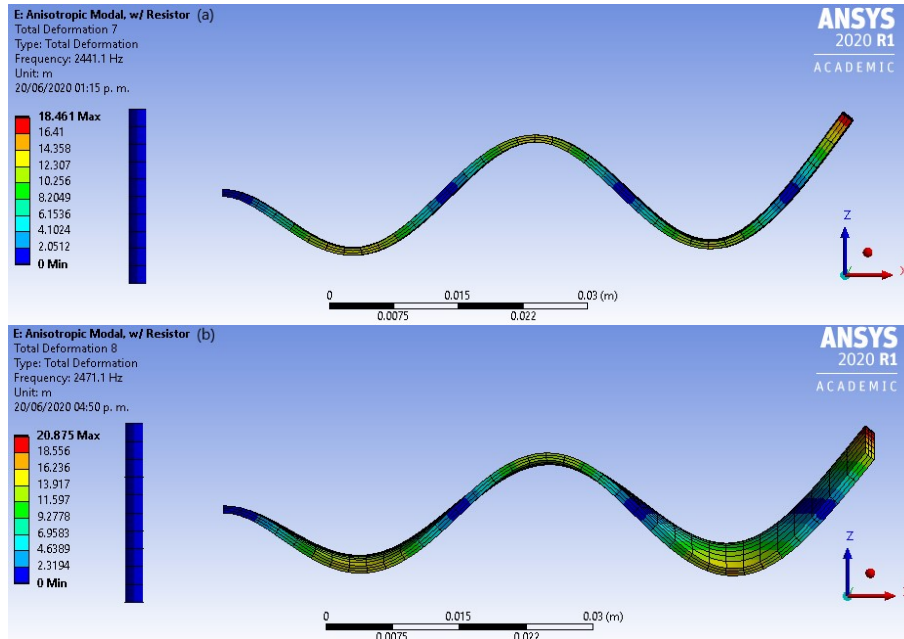 E: Anisotropic Modal, w/ Resistor (a)
Total Deformation 7
Type: Total Deformation
Frequency: 2441.1 Hz
Unit: m
20/06/2020 01:15 p. m.
18.461 Max
16.41
14.358
12.307
10.256
8.2049
6.1536
4.1024
2.0512
0 Min
ANSYS
2020 R1
ACADEMIC
Z
X
0 0.015 0.03 (m)
0.0075 0.022
E: Anisotropic Modal, w/ Resistor (b)
Total Deformation 8
Type: Total Deformation
Frequency: 2471.1 Hz
Unit: m
20/06/2020 04:50 p. m.
20.875 Max
18.556
16.236
13.917
11.597
9.2778
6.9583
4.6389
2.3194
0 Min
ANSYS
2020 R1
ACADEMIC
Z
0 0.015 0.03 (m)
0.0075 0.022